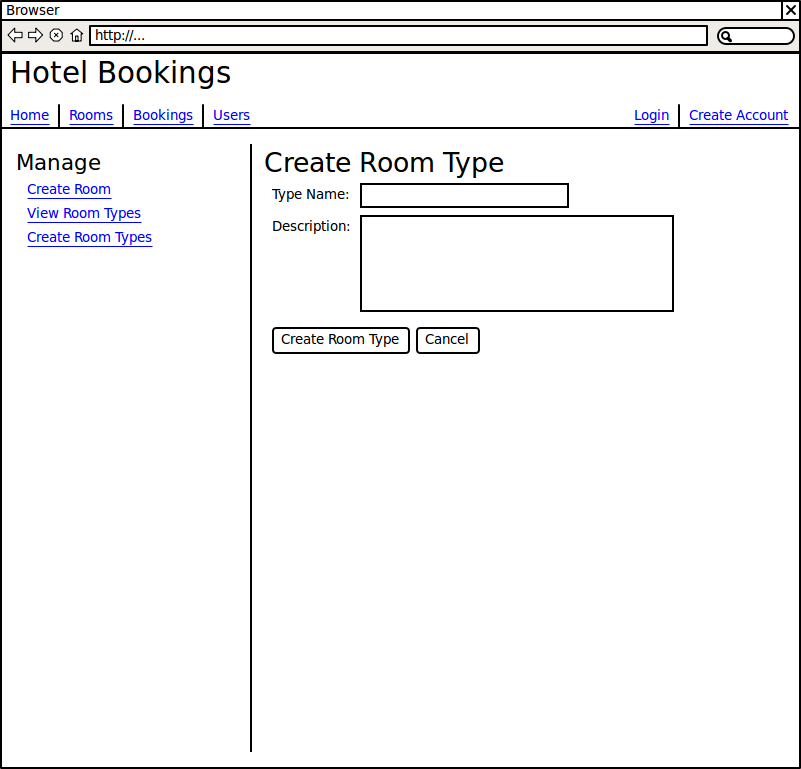 Browser
http://...
Hotel Bookings
Home Rooms Bookings Users Login Create Account
Manage
Create Room
View Room Types
Create Room Types
Create Room Type
Type Name:
Description:
Create Room Type Cancel